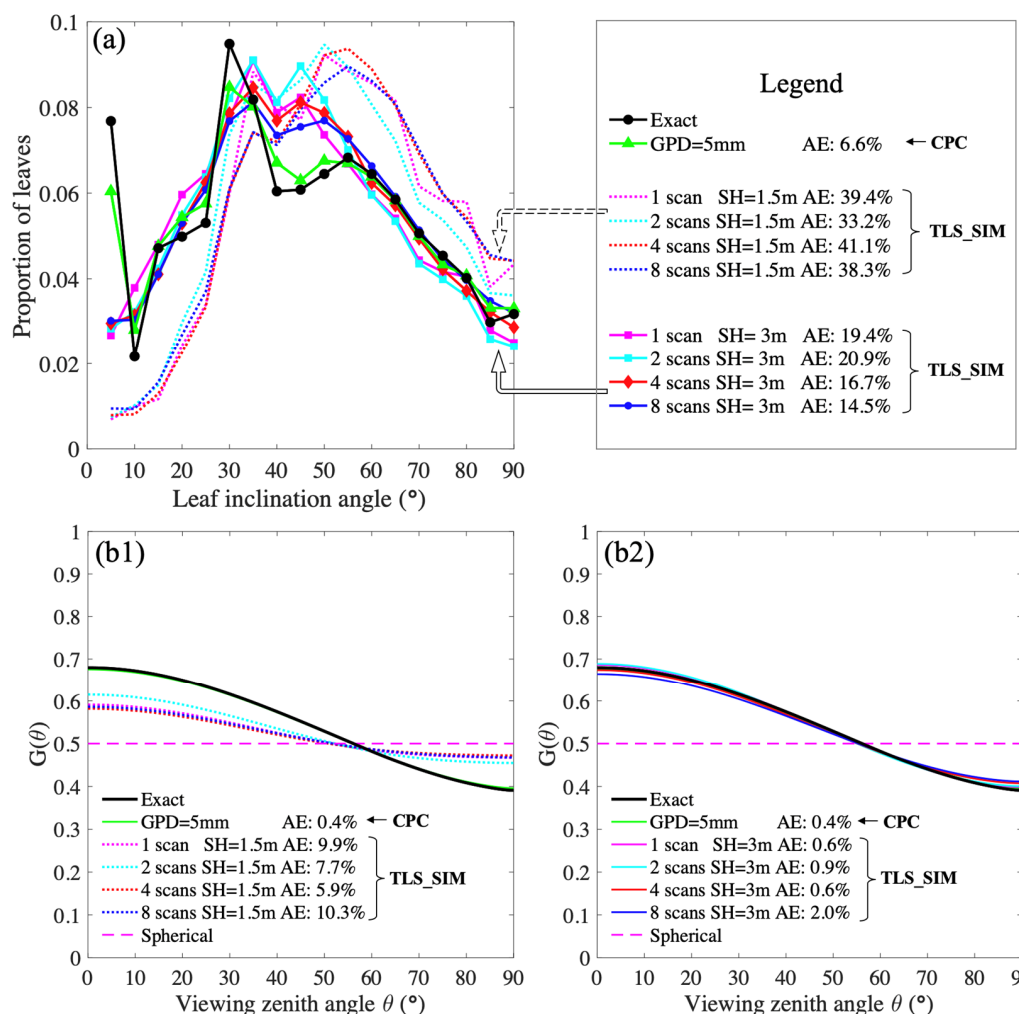 (a)
0.1
0.08
0.06
0.04
0.02
0
Proportion of leaves
0 10 20 30 40 50 60 70 80 90
Leaf inclination angle (°)
Legend
Exact
GPD=5mm AE: 6.6% ← CPC
1 scan SH=1.5m AE: 39.4%
2 scans SH=1.5m AE: 33.2%
4 scans SH=1.5m AE: 41.1%
8 scans SH=1.5m AE: 38.3%
TLS_SIM
1 scan SH= 3m AE: 19.4%
2 scans SH= 3m AE: 20.9%
4 scans SH= 3m AE: 16.7%
8 scans SH= 3m AE: 14.5%
TLS_SIM
(b1)
1
0.9
0.8
0.7
0.6
0.5
0.4
0.3
0.2
0.1
0
G(θ)
Exact
GPD=5mm AE: 0.4% ← CPC
1 scan SH=1.5m AE: 9.9%
2 scans SH=1.5m AE: 7.7%
4 scans SH=1.5m AE: 5.9%
8 scans SH=1.5m AE: 10.3%
TLS_SIM
Spherical
0 10 20 30 40 50 60 70 80 90
Viewing zenith angle θ (°)
(b2)
1
0.9
0.8
0.7
0.6
0.5
0.4
0.3
0.2
0.1
0
G(θ)
Exact
GPD=5mm AE: 0.4% ← CPC
1 scan SH=3m AE: 0.6%
2 scans SH=3m AE: 0.9%
4 scans SH=3m AE: 0.6%
8 scans SH=3m AE: 2.0%
TLS_SIM
Spherical
0 10 20 30 40 50 60 70 80 90
Viewing zenith angle θ (°)